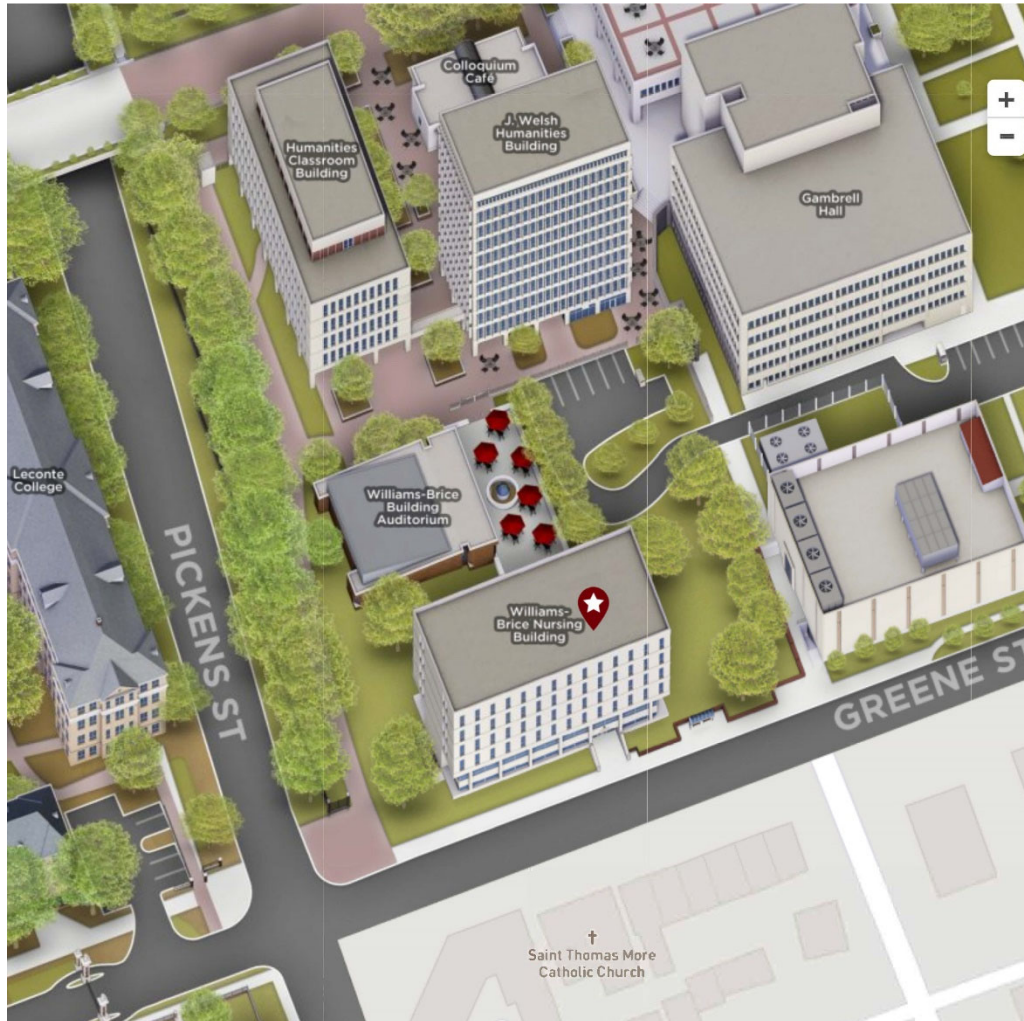 Colloquium
Café
J. Welsh
Humanities
Building
Humanities
Classroom
Building
Gambrell
Hall
+
−
Leconte
College
Williams-Brice
Building
Auditorium
PICKENS ST
Williams-
Brice Nursing
Building
GREENE ST
Saint Thomas More
Catholic Church